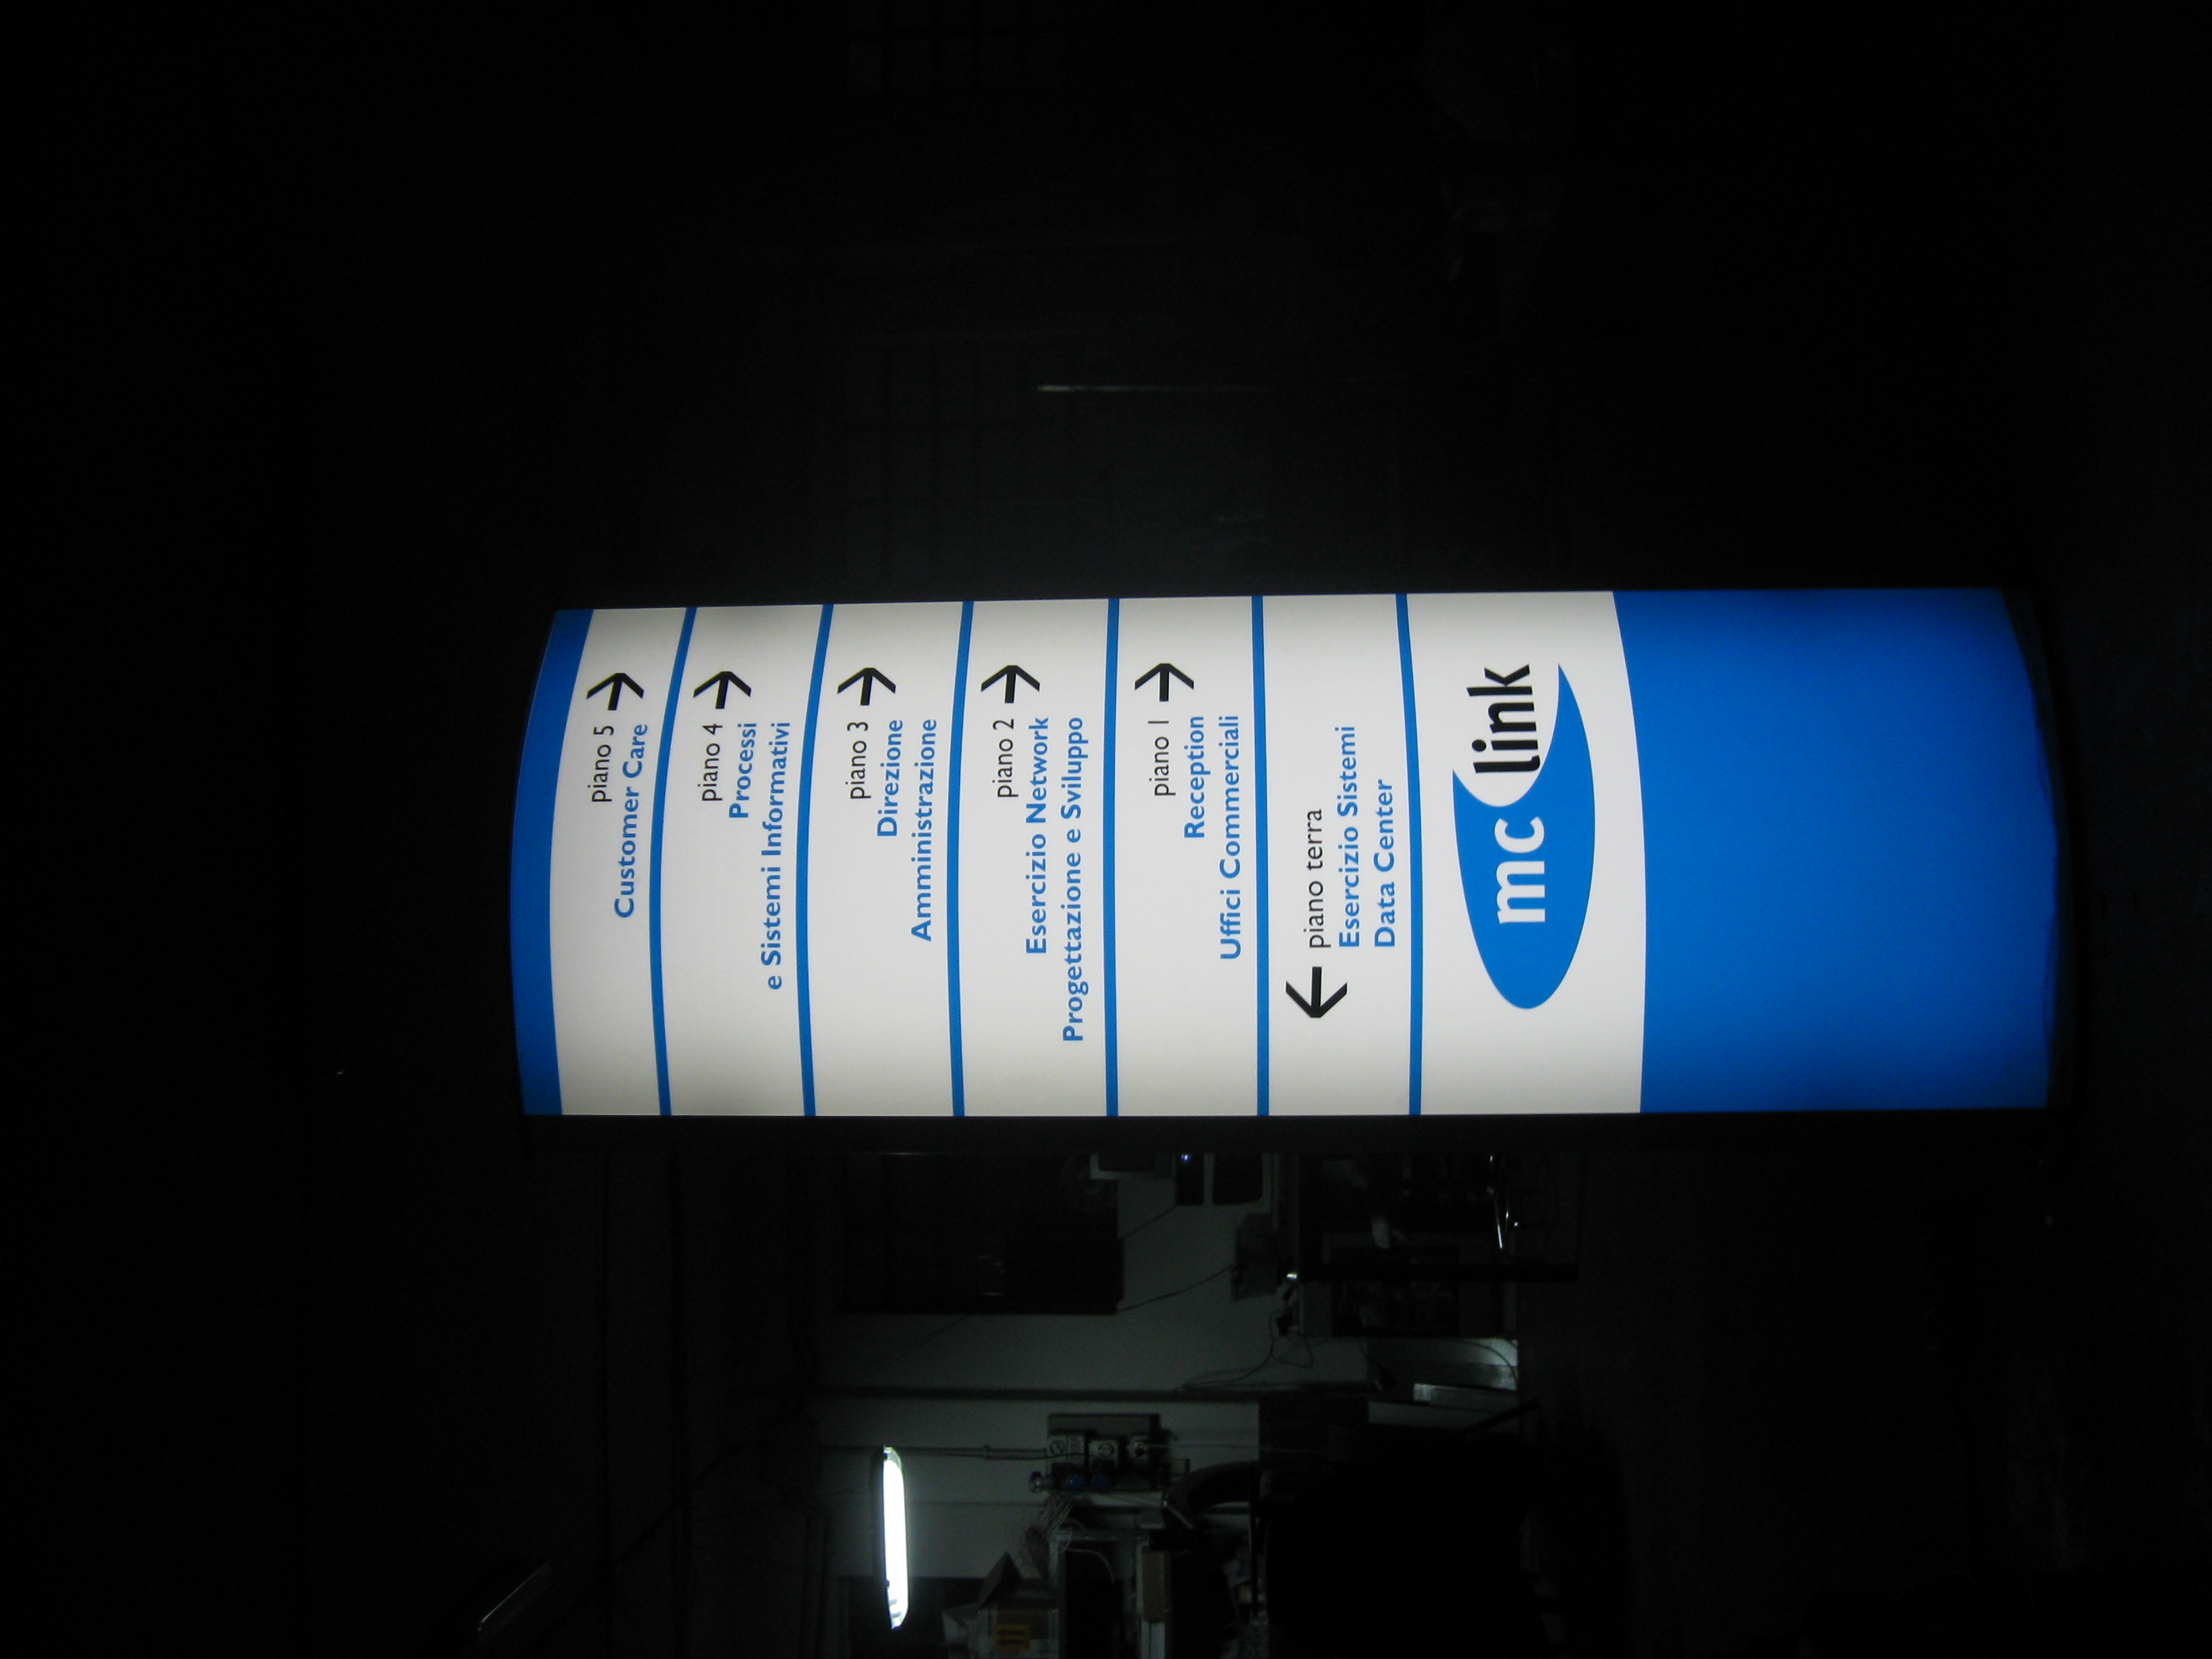 piano 5
Customer Care
piano 4
Processi
e Sistemi Informativi
piano 3
Direzione
Amministrazione
piano 2
Esercizio Network
Progettazione e Sviluppo
piano 1
Reception
Uffici Commerciali
piano terra
Esercizio Sistemi
Data Center
mc link